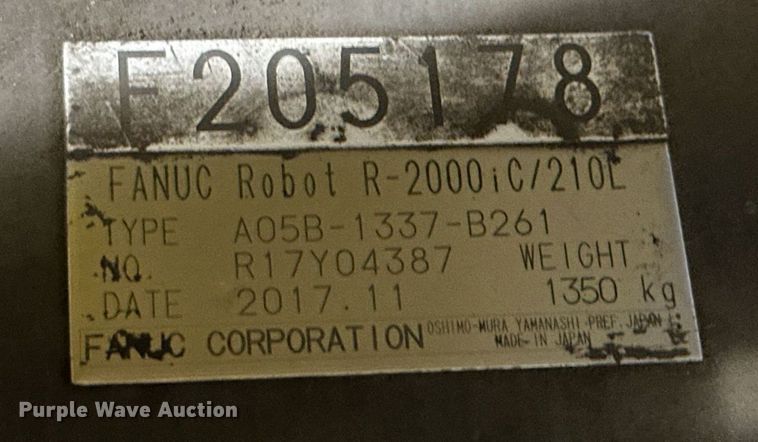 F205178
FANUC Robot R-2000iC/210L
TYPE A05B-1337-B261
NO. R17Y04387 WEIGHT
DATE 2017.11 1350 kg
FANUC CORPORATION OSHINO-MURA YAMANASHI PREF. JAPAN
MADE IN JAPAN
Purple Wave Auction